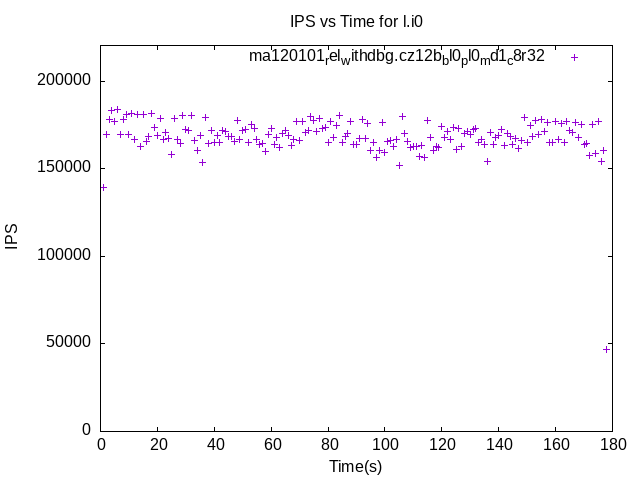 IPS vs Time for l.i0
ma120101relwithdbg.cz12bbl0pl0md1c8r32
200000
150000
100000
50000
0
IPS
0 20 40 60 80 100 120 140 160 180
Time(s)